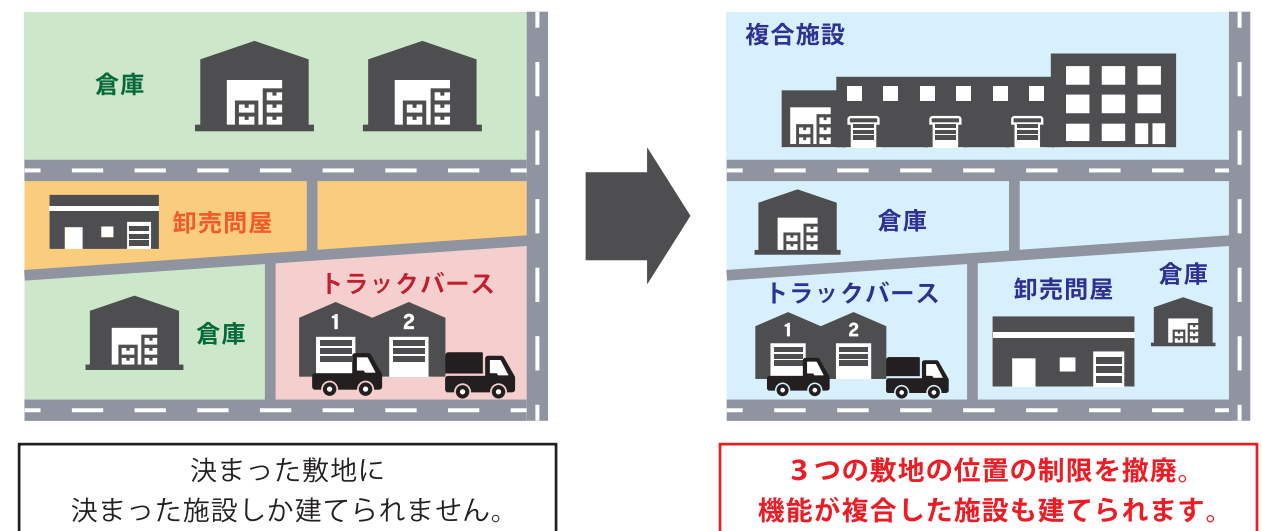 倉庫
卸売問屋
倉庫
トラックバース
1 2
決まった敷地に
決まった施設しか建てられません。
複合施設
倉庫
トラックバース
1 2
卸売問屋
倉庫
3つの敷地の位置の制限を撤廃。
機能が複合した施設も建てられます。